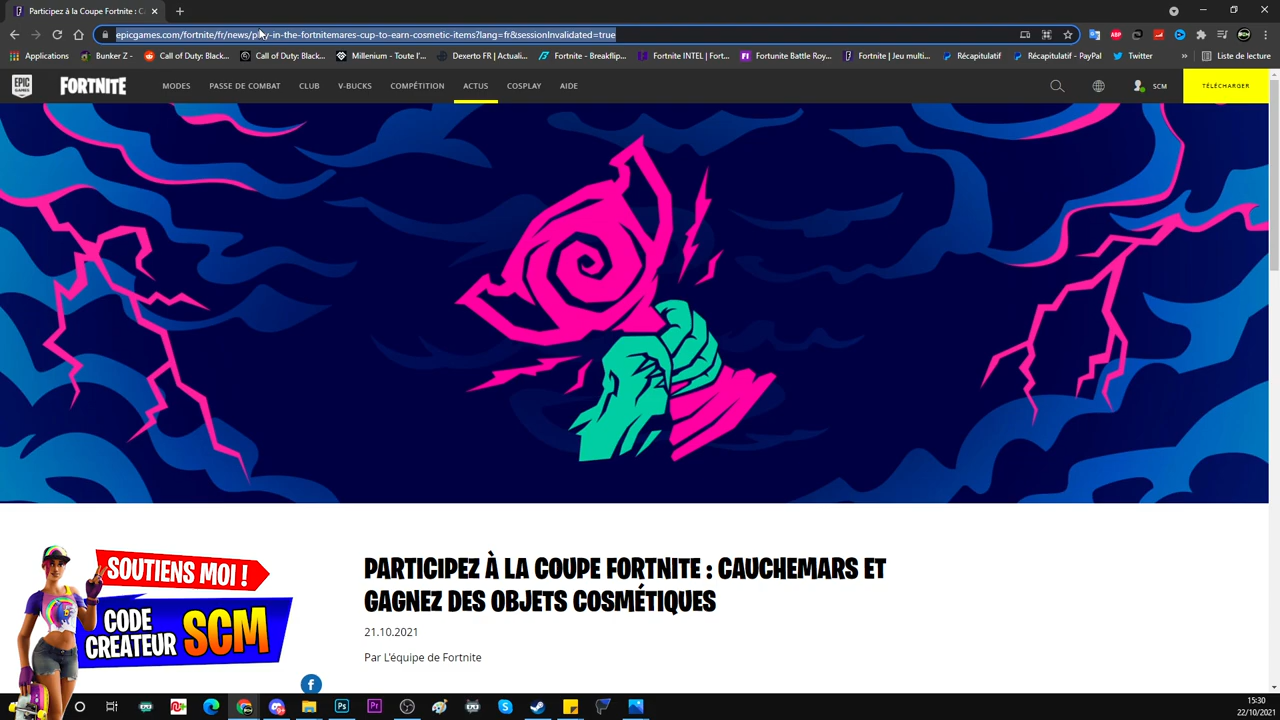 Participez à la Coupe Fortnite : C
epicgames.com/fortnite/fr/news/play-in-the-fortnitemares-cup-to-earn-cosmetic-items?lang=fr&sessionInvalidated=true
Applications
Bunker Z -
Call of Duty: Black...
Call of Duty: Black...
Millenium - Toute l'...
Dexerto FR | Actuali...
Fortnite - Breakflip...
Fortnite INTEL | Fort...
Fortunite Battle Roy...
Fortnite | Jeu multi...
Récapitulatif
Récapitulatif - PayPal
Twitter
»
Liste de lecture
EPIC GAMES
FORTNITE
MODES
PASSE DE COMBAT
CLUB
V-BUCKS
COMPÉTITION
ACTUS
COSPLAY
AIDE
SCM
TÉLÉCHARGER
SOUTIENS MOI !
CODE
CREATEUR SCM
PARTICIPEZ À LA COUPE FORTNITE : CAUCHEMARS ET
GAGNEZ DES OBJETS COSMÉTIQUES
21.10.2021
Par L'équipe de Fortnite
15:30
22/10/2021